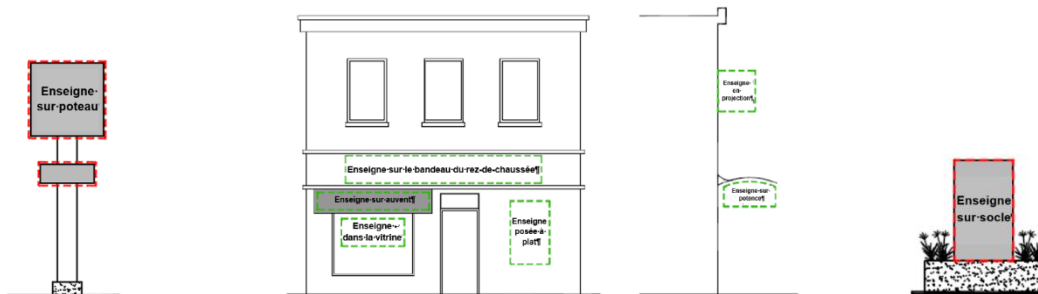 Enseigne·
sur·poteau
Enseigne·sur·le·bandeau·du·rez·de·chaussée¶
Enseigne·sur·auvent¶
Enseigne·↵
dans·la·vitrine
Enseigne
posée·à·
plat¶
Enseigne·
en·
projection¶
Enseigne·sur·
potence¶
Enseigne
sur·socle